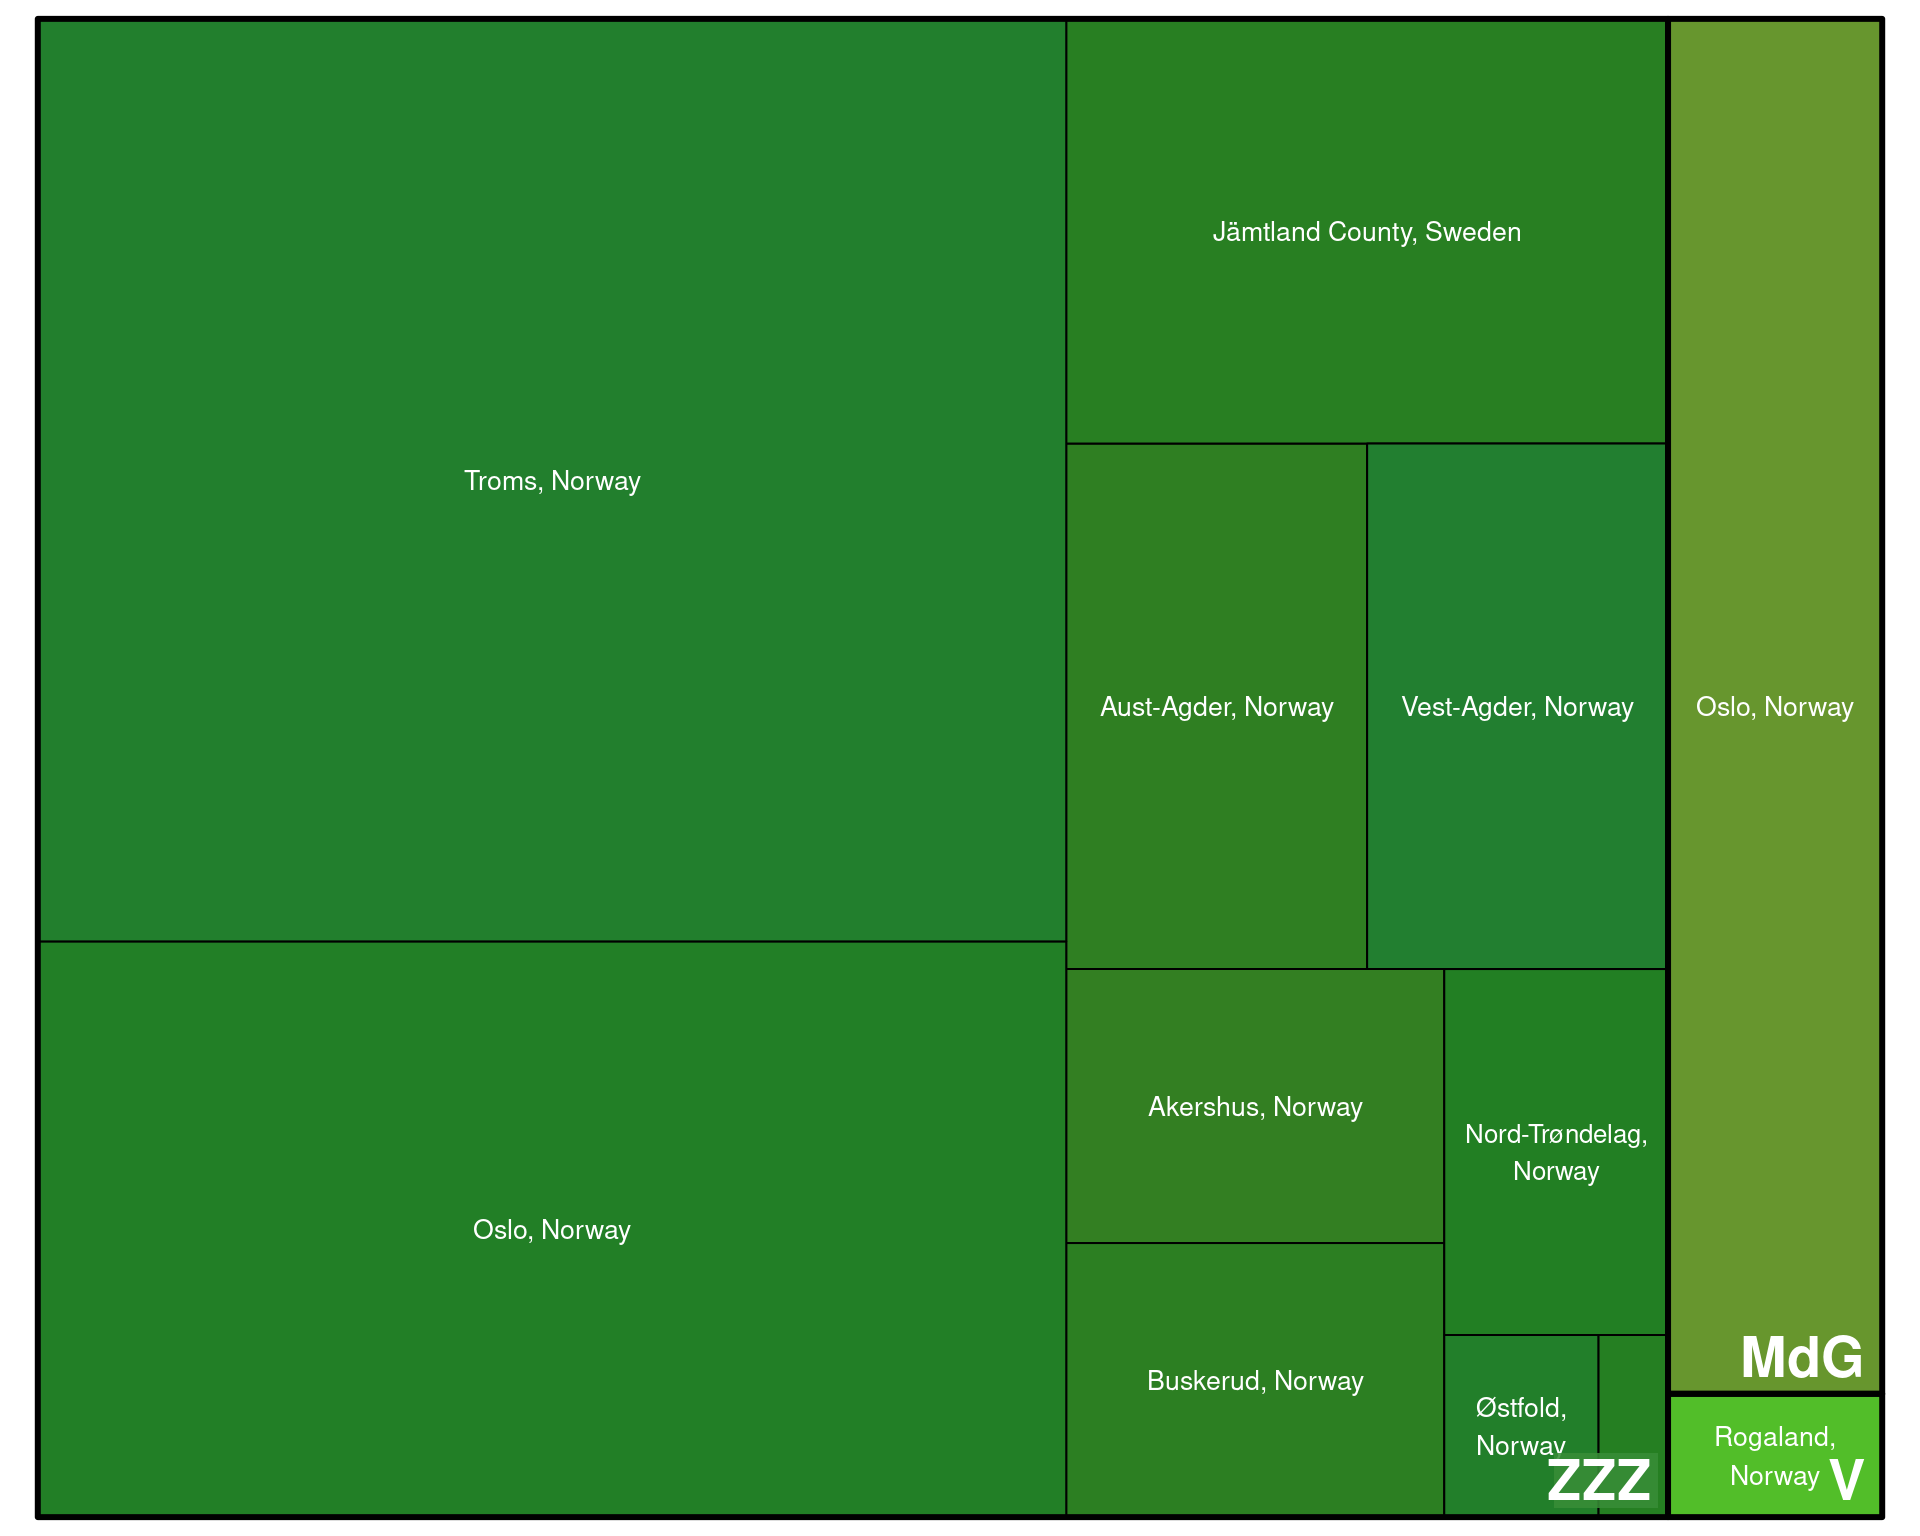 Troms, Norway
Oslo, Norway
Jämtland County, Sweden
Aust-Agder, Norway
Vest-Agder, Norway
Akershus, Norway
Buskerud, Norway
Nord-Trøndelag,
Norway
Østfold,
Norway
ZZZ
Oslo, Norway
MdG
Rogaland,
Norway
V